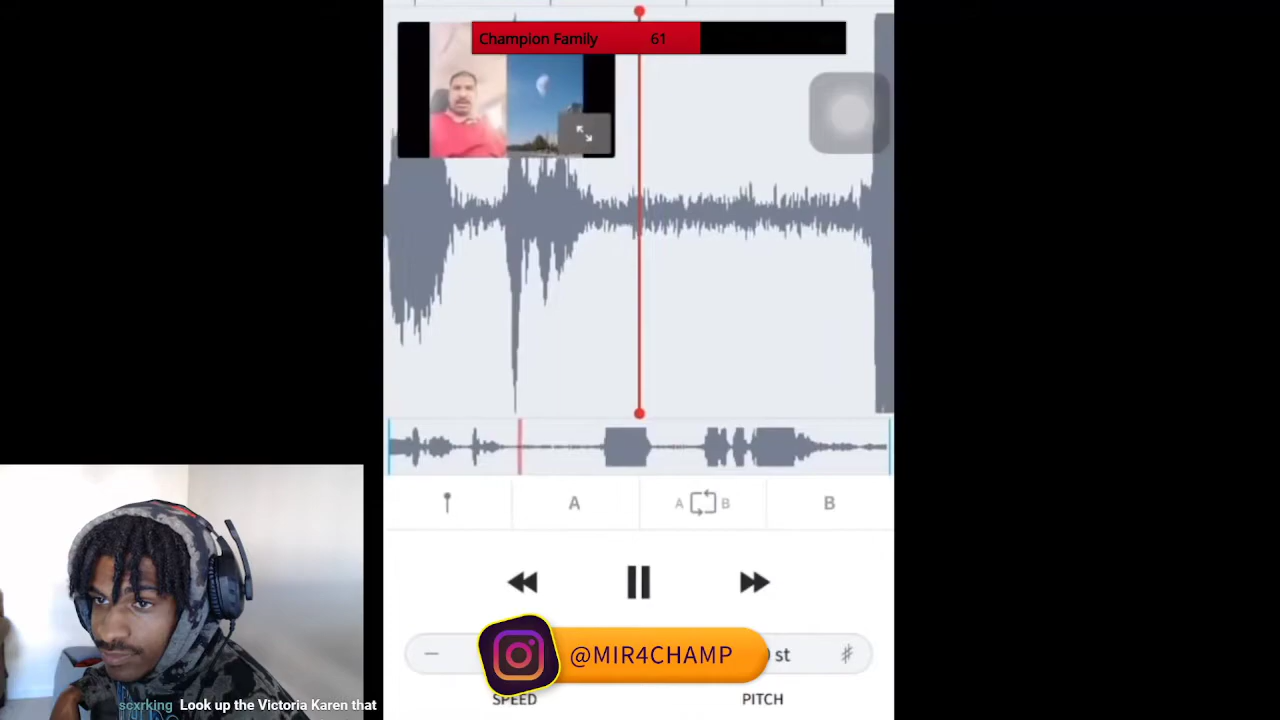 Champion Family 61
A
A B
B
@MIR4CHAMP
st
SPEED
PITCH
scxrking Look up the Victoria Karen that